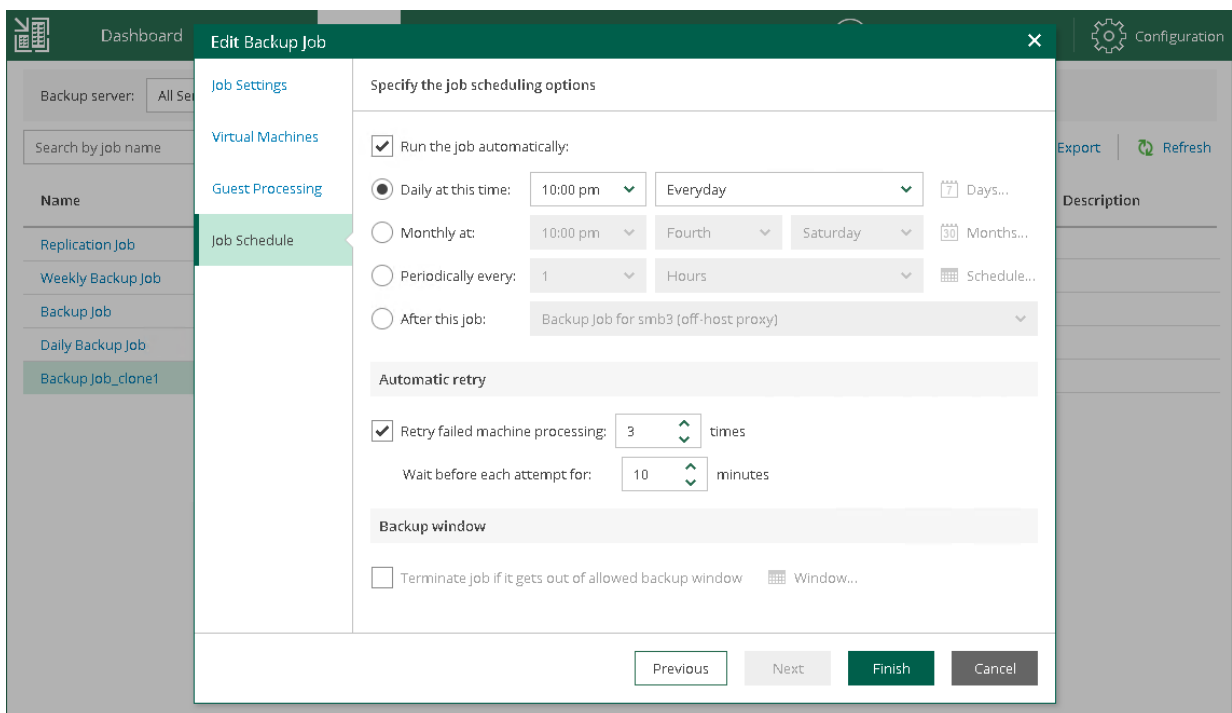 Dashboard
Configuration
Edit Backup Job
Backup server: All Ser
Search by job name
Export
Refresh
Name
Description
Replication Job
Weekly Backup Job
Backup Job
Daily Backup Job
Backup Job_clone1
Job Settings
Virtual Machines
Guest Processing
Job Schedule
Specify the job scheduling options
Run the job automatically:
Daily at this time: 10:00 pm Everyday 7 Days...
Monthly at: 10:00 pm Fourth Saturday 30 Months...
Periodically every: 1 Hours Schedule...
After this job: Backup Job for smb3 (off-host proxy)
Automatic retry
Retry failed machine processing: 3 times
Wait before each attempt for: 10 minutes
Backup window
Terminate job if it gets out of allowed backup window Window...
Previous Next Finish Cancel